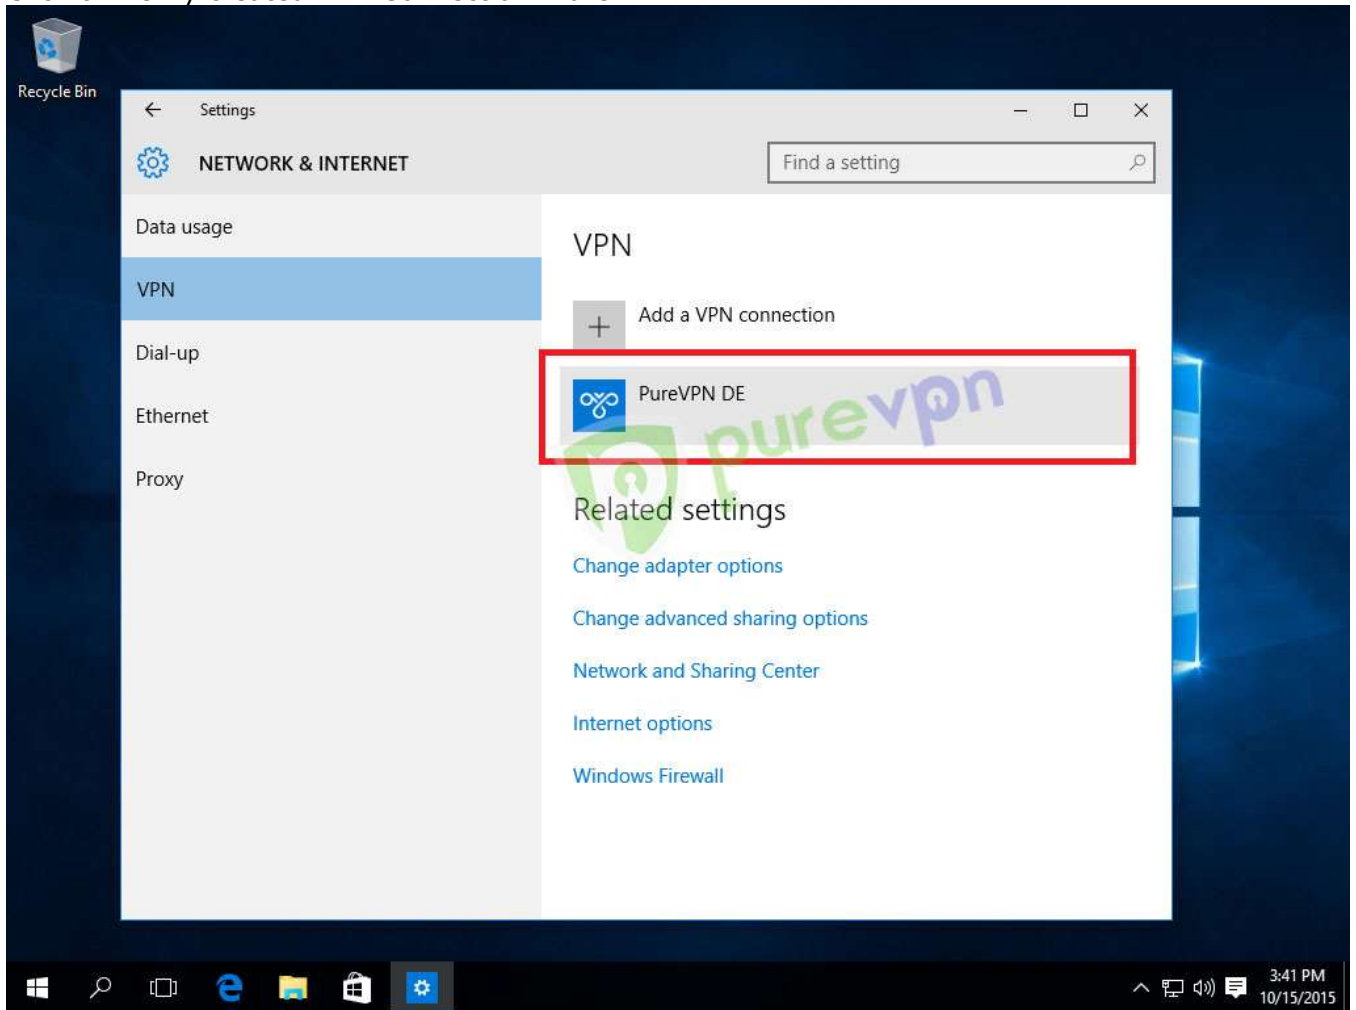 Recycle Bin
Settings
NETWORK & INTERNET
Find a setting
Data usage
VPN
Dial-up
Ethernet
Proxy
VPN
Add a VPN connection
PureVPN DE
purevpn
Related settings
Change adapter options
Change advanced sharing options
Network and Sharing Center
Internet options
Windows Firewall
3:41 PM
10/15/2015